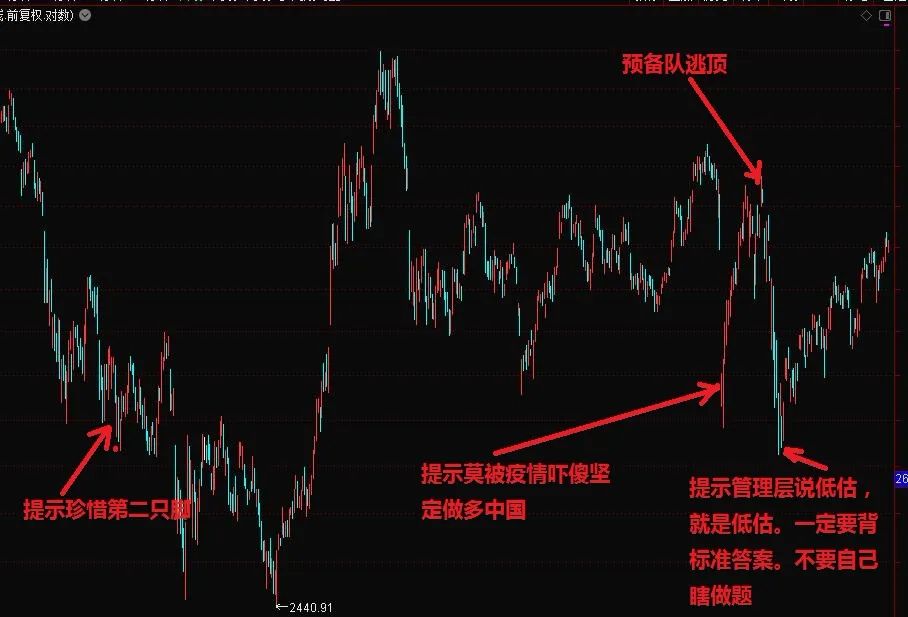 .前复权.对数)
预备队逃顶
提示莫被疫情吓傻坚
定做多中国
提示珍惜第二只脚
提示管理层说低估，
就是低估。一定要背
标准答案。不要自己
瞎做题
26
←2440.91